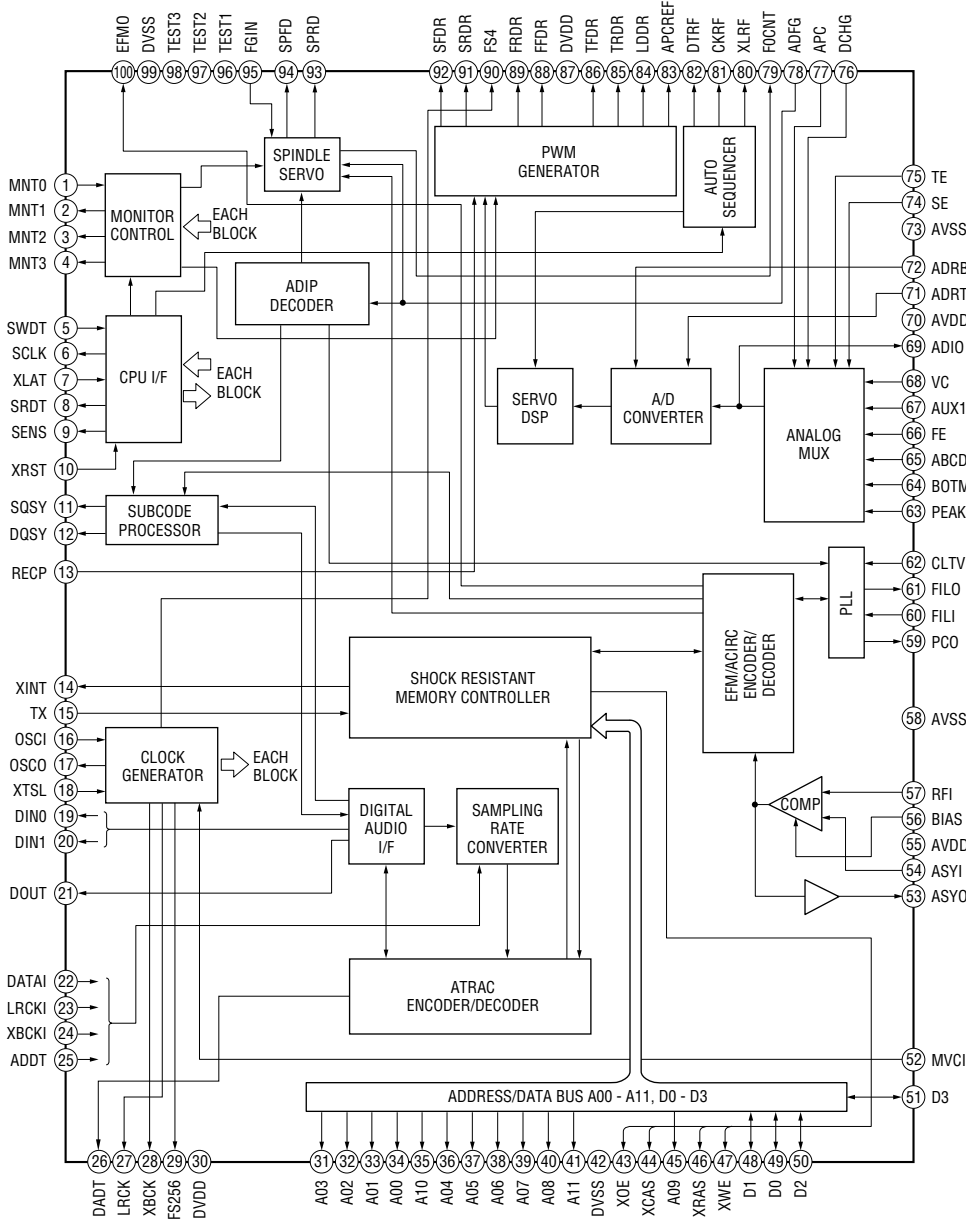 EFMO
DVSS
TEST3
TEST2
TEST1
FGIN
SPFD
SPRD
SFDR
SRDR
FS4
FRDR
FFDR
DVDD
TFDR
TRDR
LDDR
APCREF
DTRF
CKRF
XLRF
FOCNT
ADFG
APC
DCHG
100 99 98 97 96 95 94 93 92 91 90 89 88 87 86 85 84 83 82 81 80 79 78 77 76
SPINDLE
SERVO
PWM
GENERATOR
AUTO
SEQUENCER
MNT0 1
MNT1 2
MNT2 3
MNT3 4
MONITOR
CONTROL
EACH
BLOCK
ADIP
DECODER
75 TE
74 SE
73 AVSS
72 ADRB
71 ADRT
70 AVDD
69 ADIO
SWDT 5
SCLK 6
XLAT 7
SRDT 8
SENS 9
XRST 10
CPU I/F
EACH
BLOCK
SERVO
DSP
A/D
CONVERTER
ANALOG
MUX
68 VC
67 AUX1
66 FE
65 ABCD
64 BOTM
63 PEAK
SQSY 11
DQSY 12
RECP 13
SUBCODE
PROCESSOR
62 CLTV
61 FILO
60 FILI
59 PCO
PLL
EFM/ACIRC
ENCODER/
DECODER
SHOCK RESISTANT
MEMORY CONTROLLER
XINT 14
TX 15
OSCI 16
OSCO 17
XTSL 18
DIN0 19
DIN1 20
DOUT 21
CLOCK
GENERATOR
EACH
BLOCK
DIGITAL
AUDIO
I/F
SAMPLING
RATE
CONVERTER
58 AVSS
57 RFI
56 BIAS
55 AVDD
54 ASYI
53 ASYO
COMP
DATAI 22
LRCKI 23
XBCKI 24
ADDT 25
ATRAC
ENCODER/DECODER
52 MVCI
51 D3
ADDRESS/DATA BUS A00 - A11, D0 - D3
26 27 28 29 30 31 32 33 34 35 36 37 38 39 40 41 42 43 44 45 46 47 48 49 50
DADT
LRCK
XBCK
FS256
DVDD
A03
A02
A01
A00
A10
A04
A05
A06
A07
A08
A11
DVSS
XOE
XCAS
A09
XRAS
XWE
D1
D0
D2